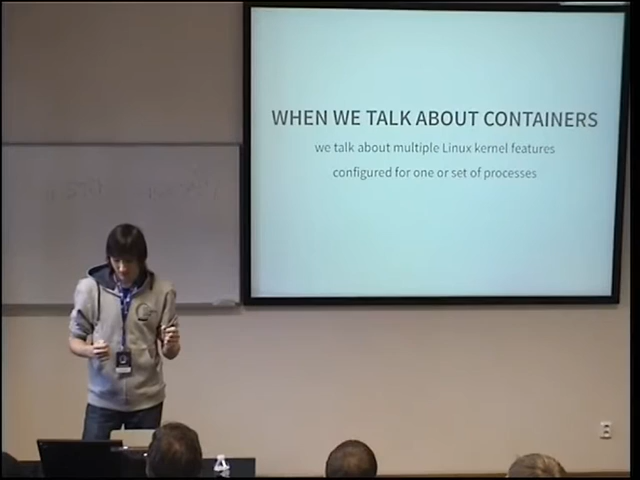 WHEN WE TALK ABOUT CONTAINERS
we talk about multiple Linux kernel features
configured for one or set of processes